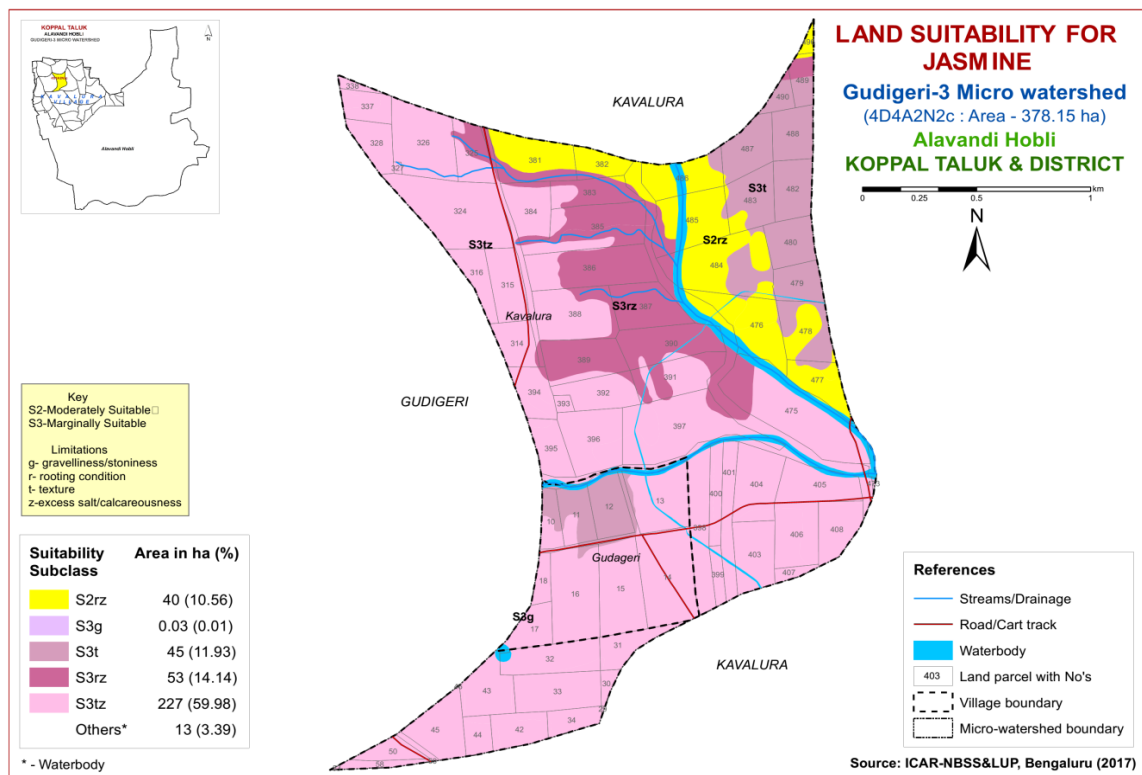 KOPPAL TALUK
ALAVANDI HOBLI
GUDIGERI-3 MICRO WATERSHED
N
KAVALURA
VILLAGE
Alavandi Hobli
LAND SUITABILITY FOR
JASMINE
Gudigeri-3 Micro watershed
(4D4A2N2c : Area - 378.15 ha)
Alavandi Hobli
KOPPAL TALUK & DISTRICT
km
0 0.25 0.5 1
N
KAVALURA
489
338
490
337
488
328 326 487
381 382
327
S3t
482
383 483
324 384 485
385
S3tz S2rz 480
484
316 386
315 479
S3rz 387
Kavalura 388
476 478
314 390
389
391 477
394 392
GUDIGERI
393 475
397
396
395
401
404 405
400
13
12
11
10
398 408
406
Gudageri 403
399 407
18 14
16 15
S3g
17
31
32
KAVALURA
30
43 33
34
45 42
44
50
Key
S2-Moderately Suitable□
S3-Marginally Suitable
Limitations
g- gravelliness/stoniness
r- rooting condition
t- texture
z-excess salt/calcareousness
Suitability Area in ha (%)
Subclass
S2rz 40 (10.56)
S3g 0.03 (0.01)
S3t 45 (11.93)
S3rz 53 (14.14)
S3tz 227 (59.98)
Others* 13 (3.39)
* - Waterbody
References
Streams/Drainage
Road/Cart track
Waterbody
403 Land parcel with No's
Village boundary
Micro-watershed boundary
Source: ICAR-NBSS&LUP, Bengaluru (2017)